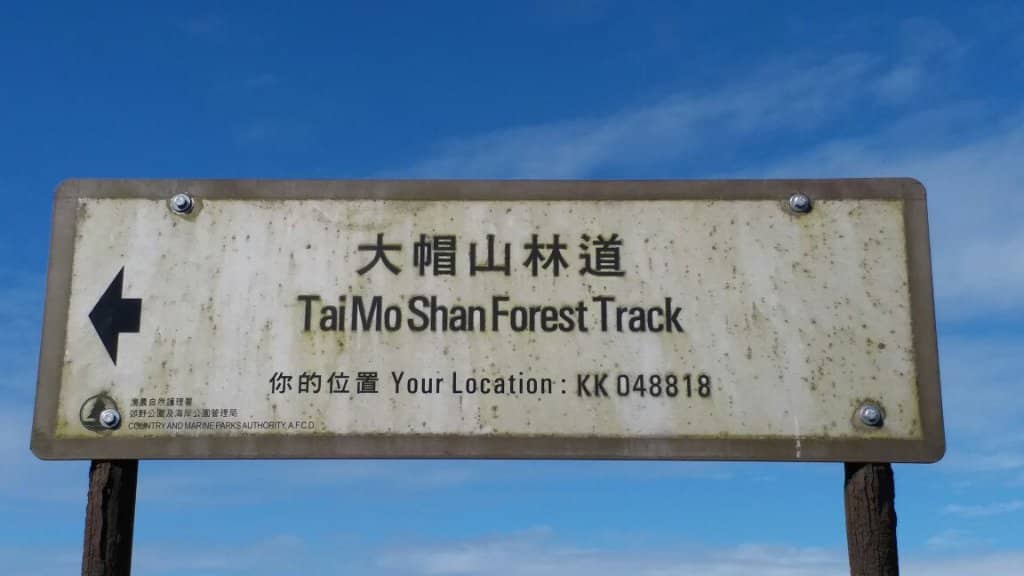 大帽山林道
Tai Mo Shan Forest Track
你的位置 Your Location : KK 048818
漁農自然護理署
郊野公園及海岸公園管理局
COUNTRY AND MARINE PARKS AUTHORITY, A.F.C.D.